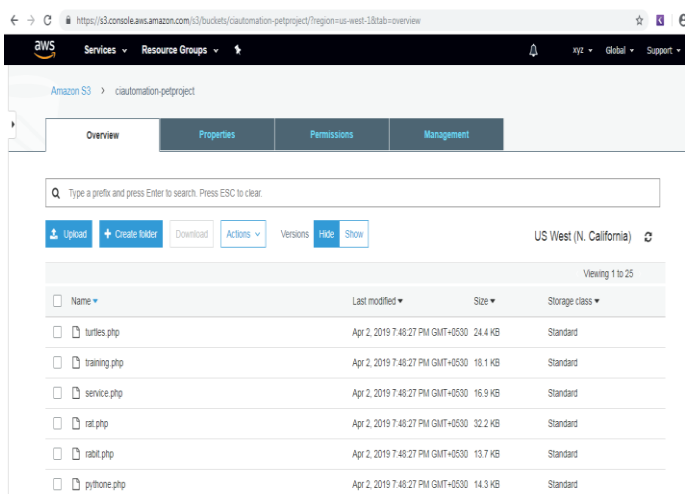 https://s3.console.aws.amazon.com/s3/buckets/ciautomation-petproject/?region=us-west-1&tab=overview
aws Services Resource Groups xyz Global Support
Amazon S3 > ciautomation-petproject
Overview Properties Permissions Management
Type a prefix and press Enter to search. Press ESC to clear.
Upload + Create folder Download Actions Versions Hide Show US West (N. California)
Viewing 1 to 25
Name Last modified Size Storage class
turtles.php Apr 2, 2019 7:48:27 PM GMT+0530 24.4 KB Standard
training.php Apr 2, 2019 7:48:27 PM GMT+0530 18.1 KB Standard
service.php Apr 2, 2019 7:48:27 PM GMT+0530 16.9 KB Standard
rat.php Apr 2, 2019 7:48:27 PM GMT+0530 32.2 KB Standard
rabit.php Apr 2, 2019 7:48:27 PM GMT+0530 13.7 KB Standard
pythone.php Apr 2, 2019 7:48:27 PM GMT+0530 14.3 KB Standard